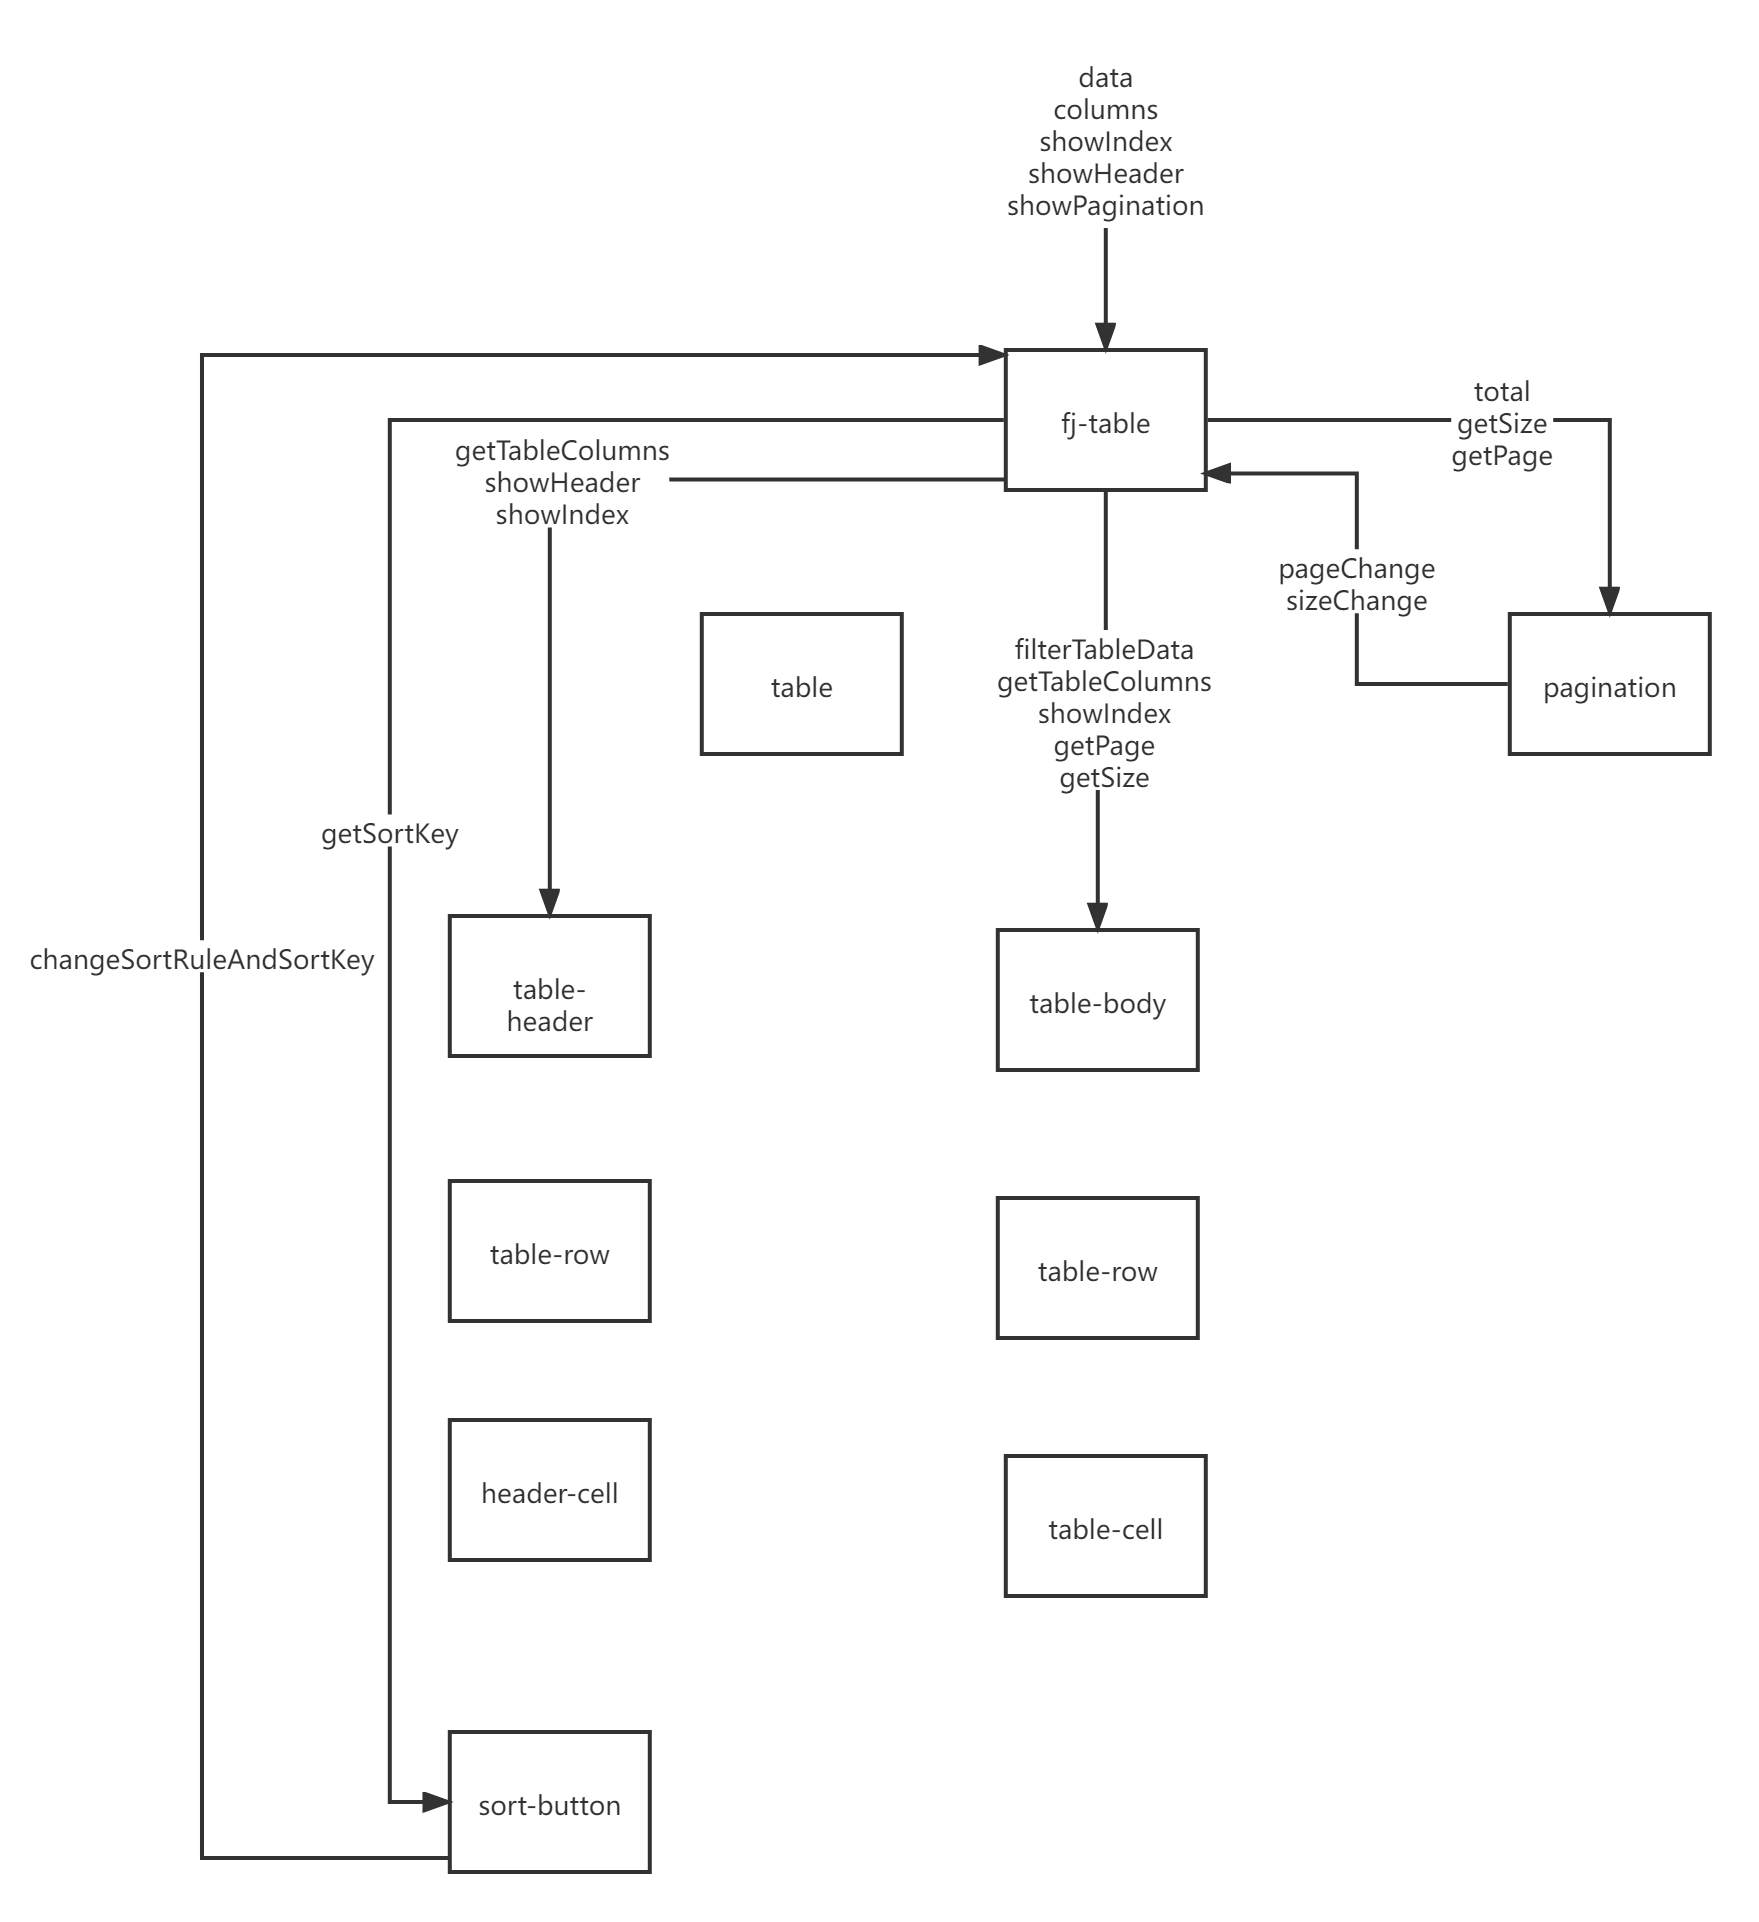 data
columns
showIndex
showHeader
showPagination
fj-table
total
getSize
getPage
getTableColumns
showHeader
showIndex
pageChange
sizeChange
table
filterTableData
getTableColumns
showIndex
getPage
getSize
pagination
getSortKey
changeSortRuleAndSortKey
table-
header
table-body
table-row
table-row
header-cell
table-cell
sort-button